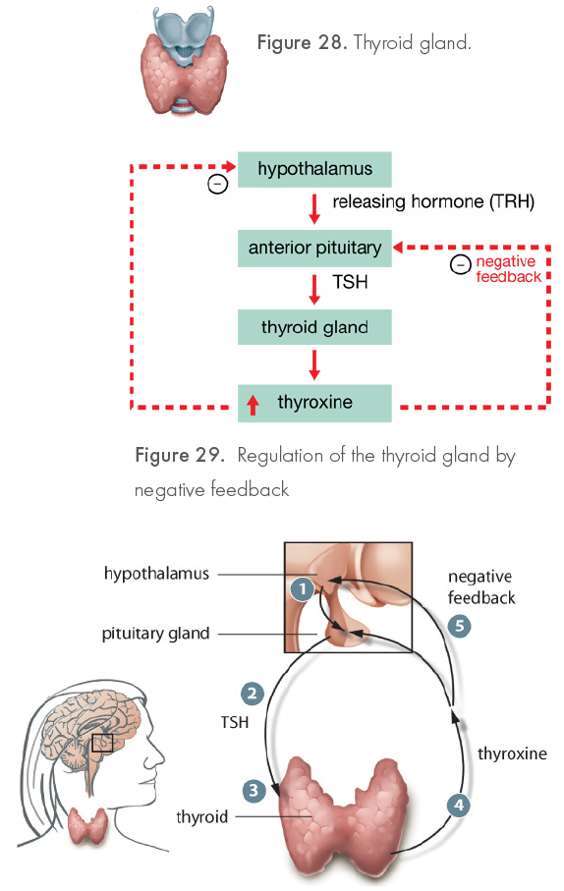 Figure 28. Thyroid gland.
hypothalamus
−
releasing hormone (TRH)
anterior pituitary
− negative
feedback
TSH
thyroid gland
thyroxine
Figure 29. Regulation of the thyroid gland by
negative feedback
hypothalamus
1
negative
feedback
pituitary gland
5
2
TSH
thyroxine
3
thyroid
4